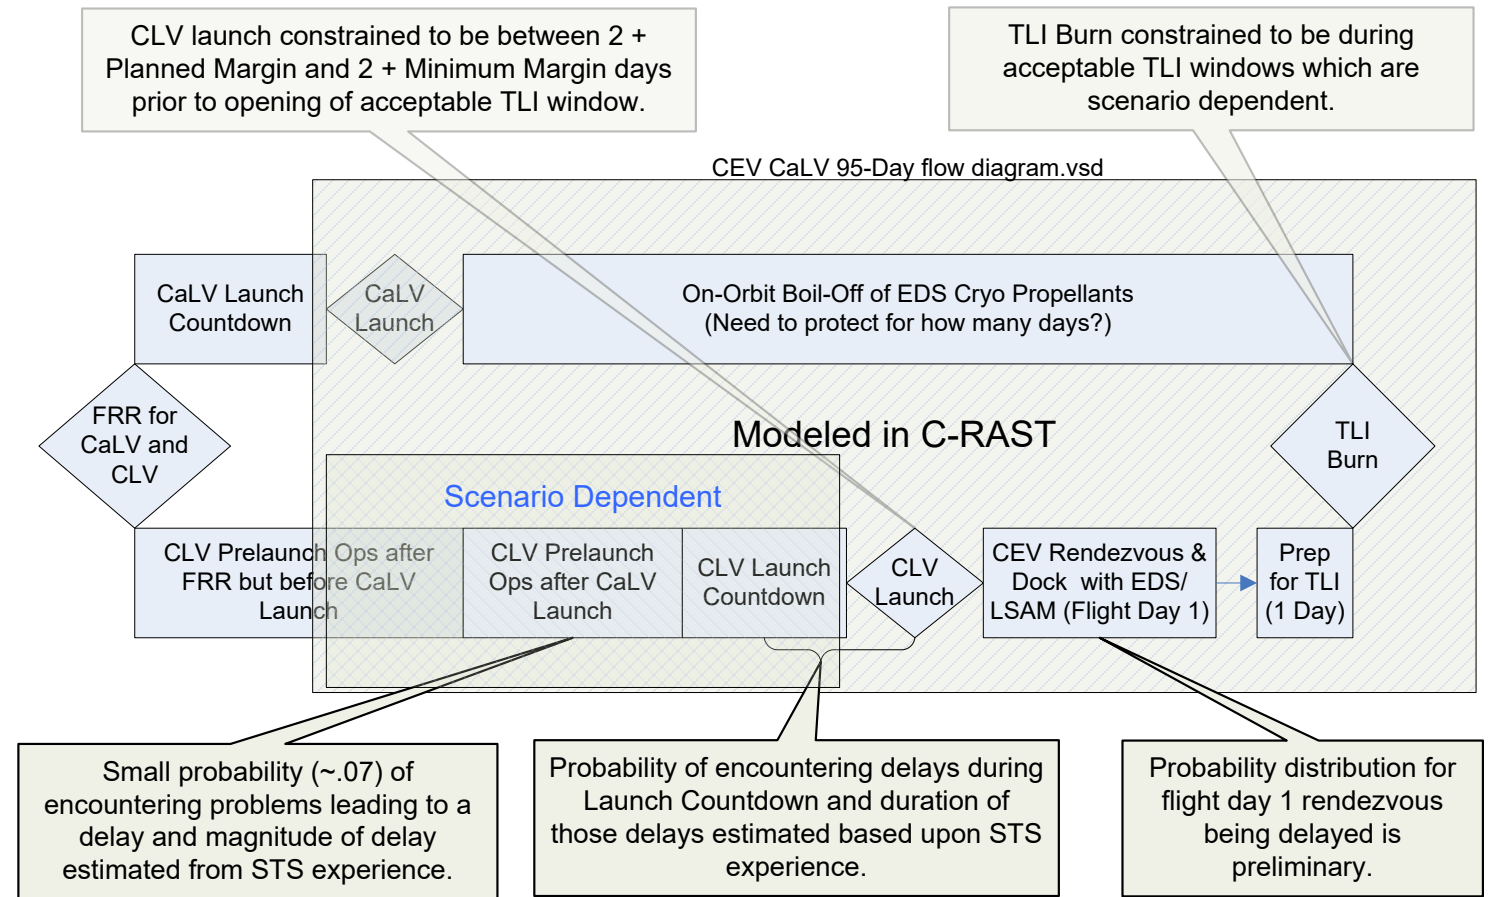 CLV launch constrained to be between 2 +
Planned Margin and 2 + Minimum Margin days
prior to opening of acceptable TLI window.
TLI Burn constrained to be during
acceptable TLI windows which are
scenario dependent.
CEV CaLV 95-Day flow diagram.vsd
CaLV Launch
Countdown
CaLV
Launch
On-Orbit Boil-Off of EDS Cryo Propellants
(Need to protect for how many days?)
FRR for
CaLV and
CLV
Modeled in C-RAST
TLI
Burn
Scenario Dependent
CLV Prelaunch Ops after
FRR but before CaLV
Launch
CLV Prelaunch
Ops after CaLV
Launch
CLV Launch
Countdown
CLV
Launch
CEV Rendezvous &
Dock with EDS/
LSAM (Flight Day 1)
Prep
for TLI
(1 Day)
Small probability (~.07) of
encountering problems leading to a
delay and magnitude of delay
estimated from STS experience.
Probability of encountering delays during
Launch Countdown and duration of
those delays estimated based upon STS
experience.
Probability distribution for
flight day 1 rendezvous
being delayed is
preliminary.